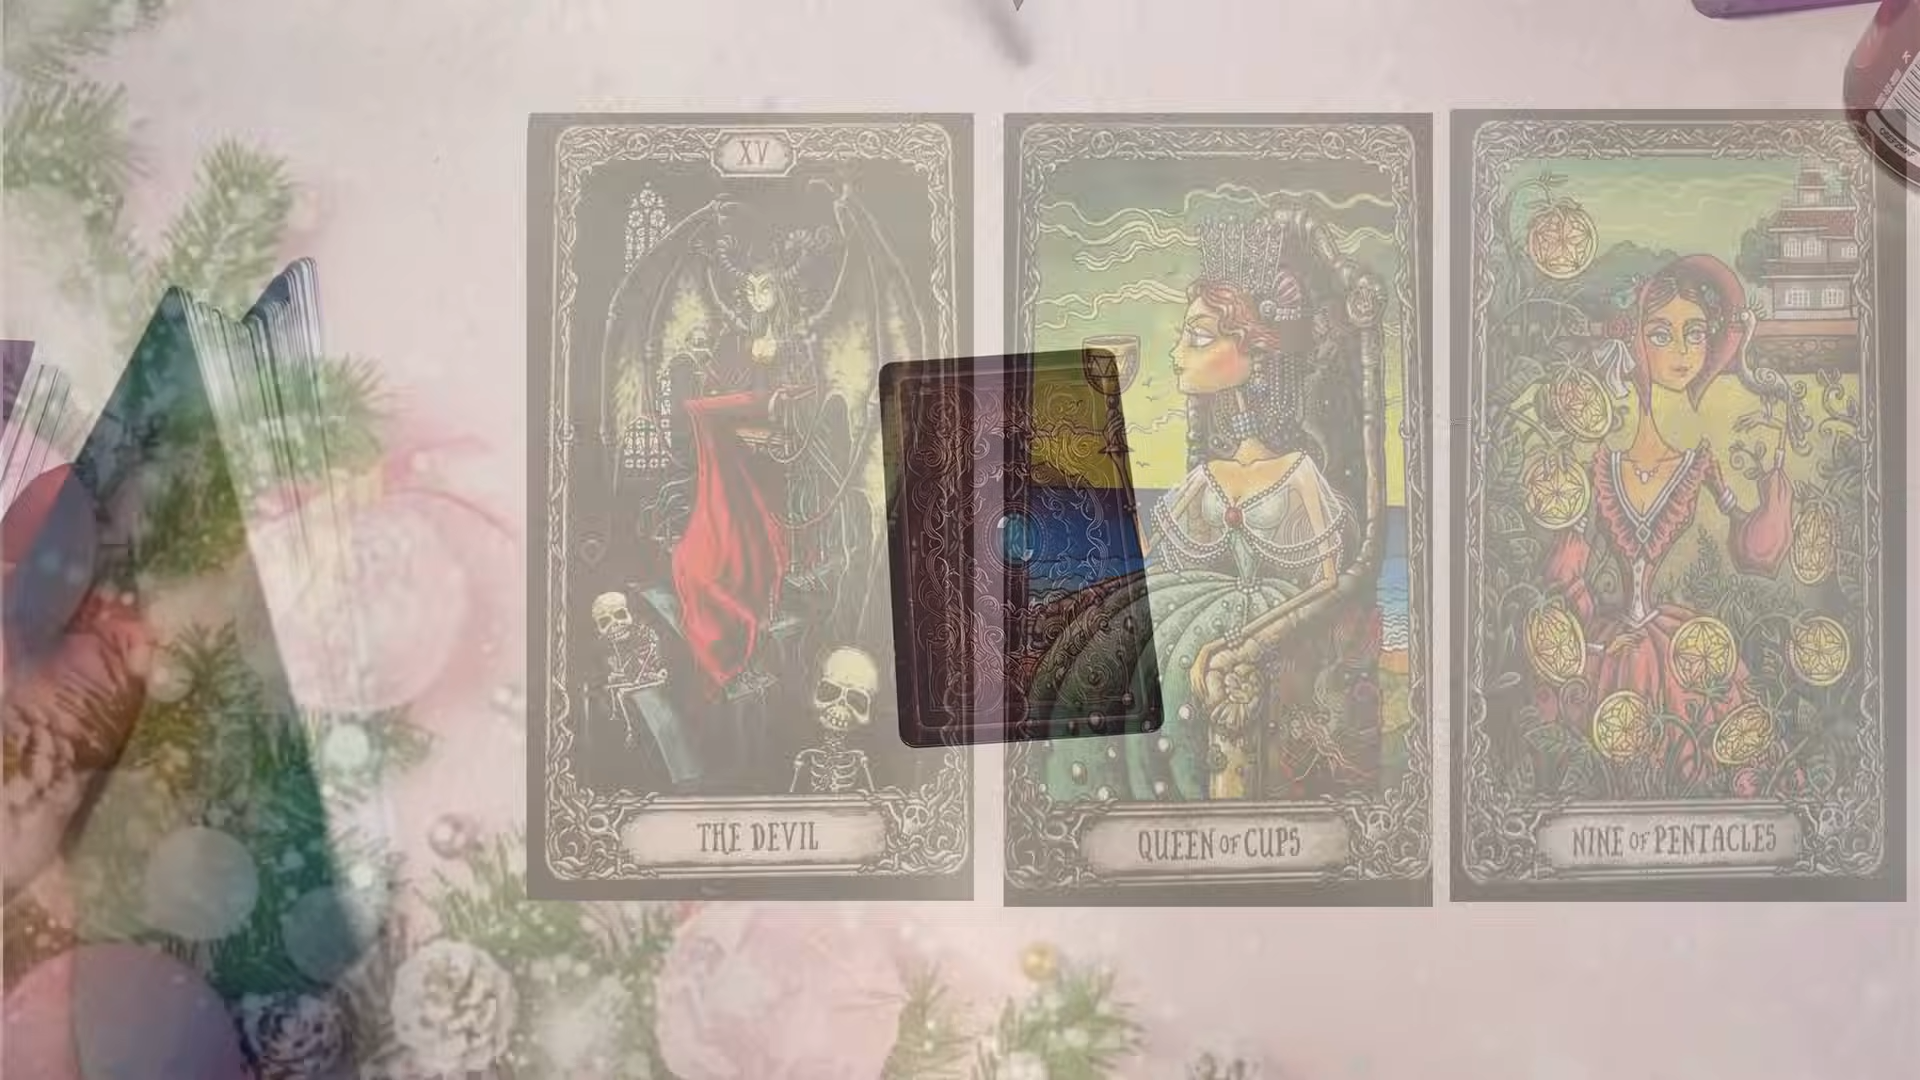 XV
THE DEVIL
QUEEN OF CUPS
NINE OF PENTACLES